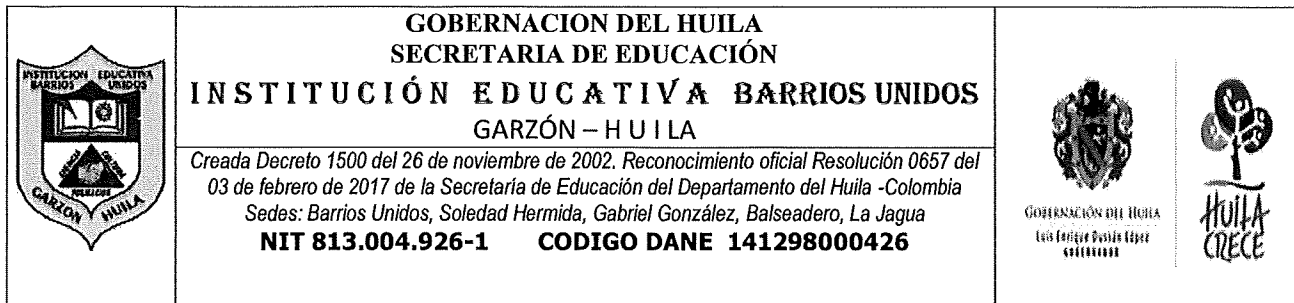 INSTITUCION EDUCATIVA
BARRIOS UNIDOS
GARZON HUILA
GOBERNACION DEL HUILA
SECRETARIA DE EDUCACIÓN
INSTITUCIÓN EDUCATIVA BARRIOS UNIDOS
GARZÓN – HUILA
Creada Decreto 1500 del 26 de noviembre de 2002. Reconocimiento oficial Resolución 0657 del
03 de febrero de 2017 de la Secretaría de Educación del Departamento del Huila -Colombia
Sedes: Barrios Unidos, Soledad Hermida, Gabriel González, Balseadero, La Jagua
NIT 813.004.926-1 CODIGO DANE 141298000426
GOBERNACIÓN DEL HUILA
HUILA
CRECE